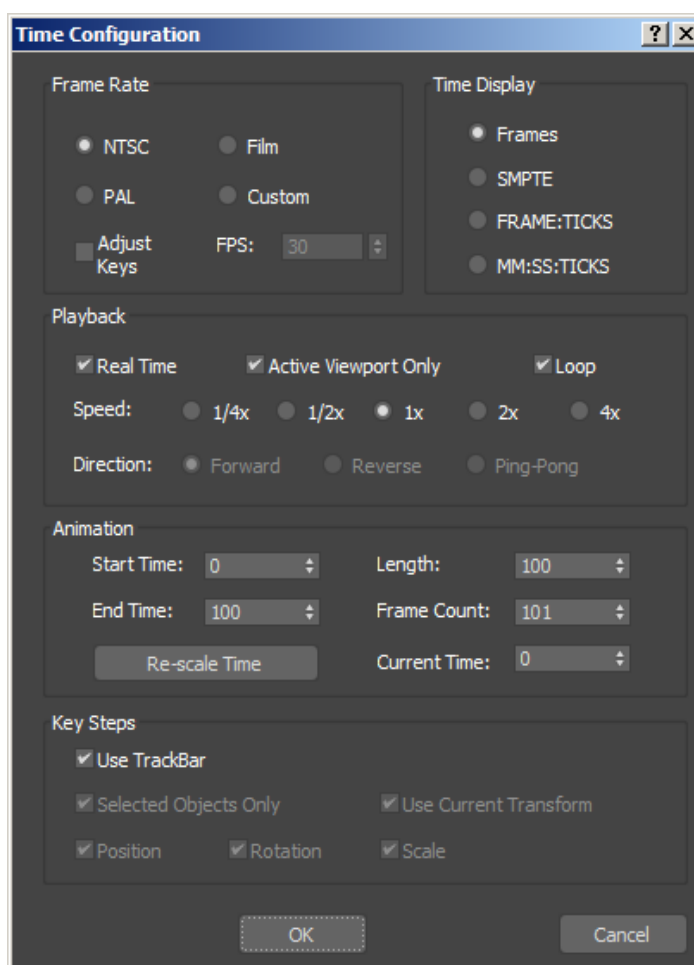 Time Configuration
Frame Rate
NTSC Film
PAL Custom
Adjust Keys FPS: 30
Time Display
Frames
SMPTE
FRAME:TICKS
MM:SS:TICKS
Playback
Real Time Active Viewport Only Loop
Speed: 1/4x 1/2x 1x 2x 4x
Direction: Forward Reverse Ping-Pong
Animation
Start Time: 0 Length: 100
End Time: 100 Frame Count: 101
Re-scale Time Current Time: 0
Key Steps
Use TrackBar
Selected Objects Only Use Current Transform
Position Rotation Scale
OK Cancel